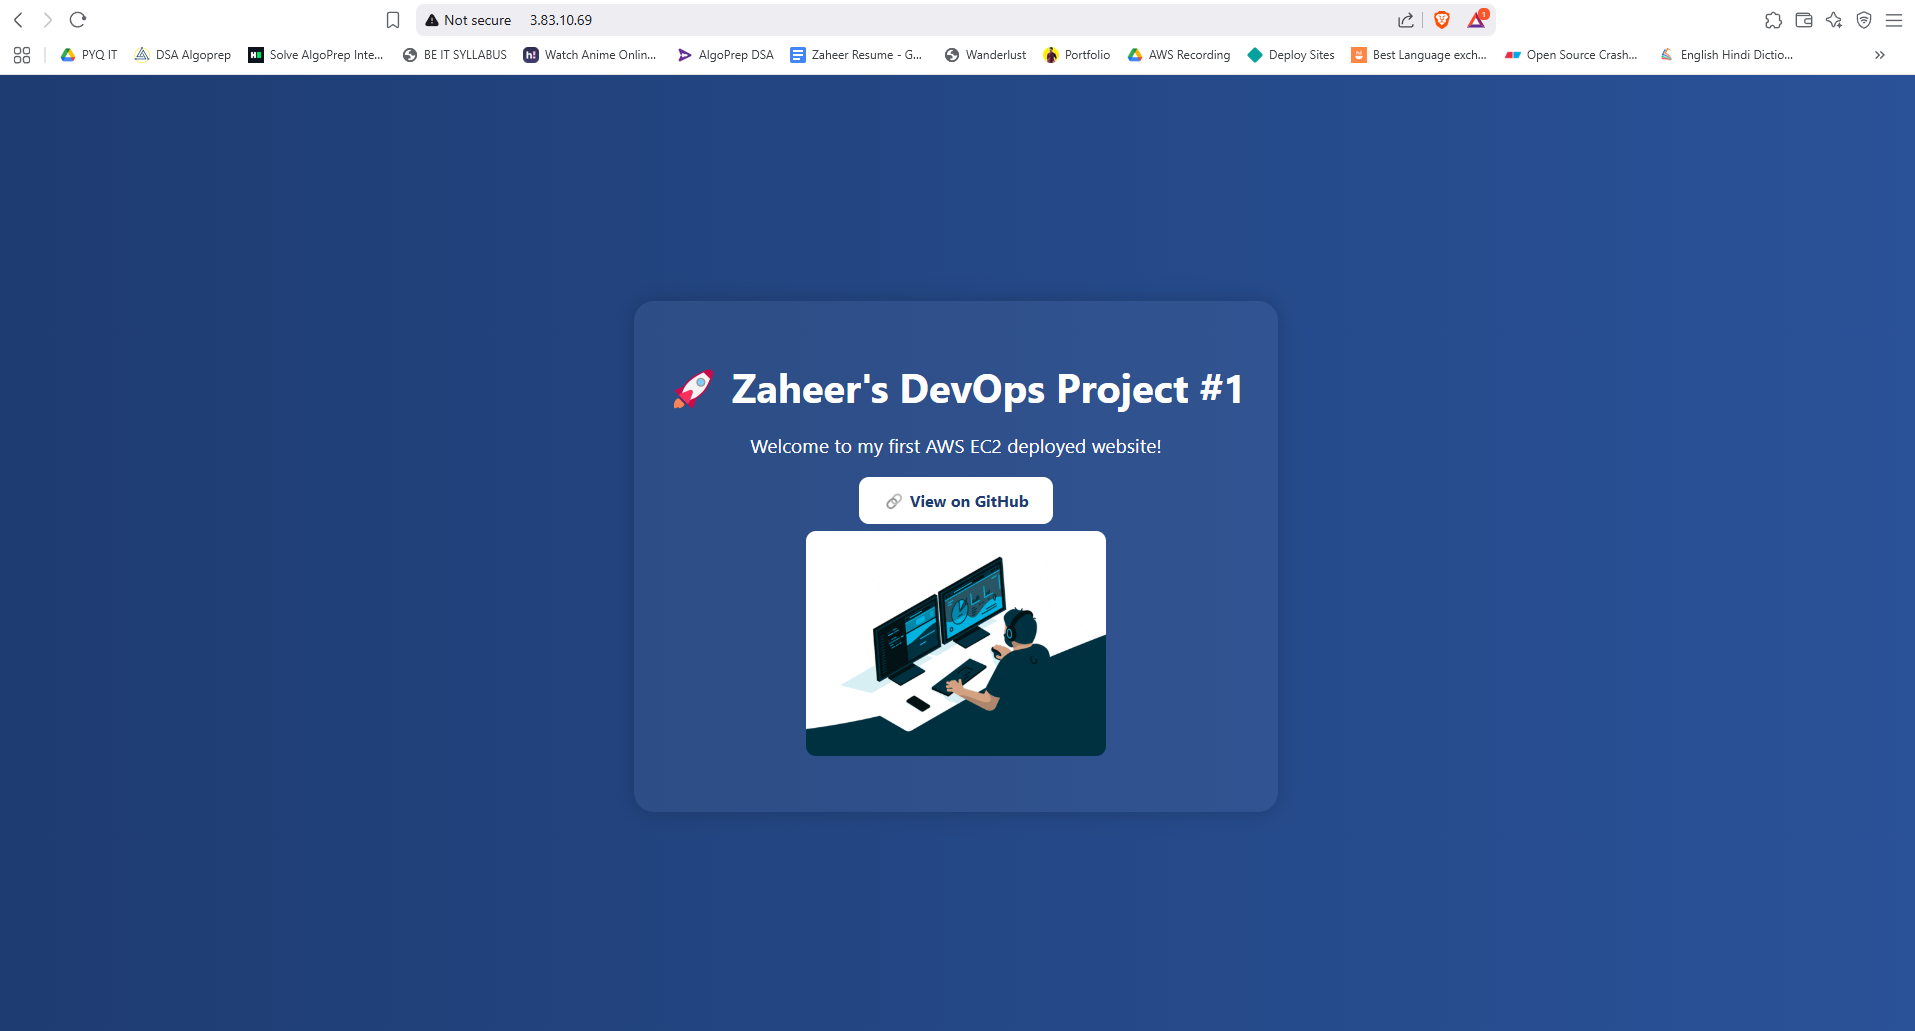 Not secure 3.83.10.69
1
PYQ IT DSA Algoprep Solve AlgoPrep Inte... BE IT SYLLABUS Watch Anime Onlin... AlgoPrep DSA Zaheer Resume - G... Wanderlust Portfolio AWS Recording Deploy Sites Best Language exch... Open Source Crash... English Hindi Dictio...
🚀 Zaheer's DevOps Project #1
Welcome to my first AWS EC2 deployed website!
🔗 View on GitHub